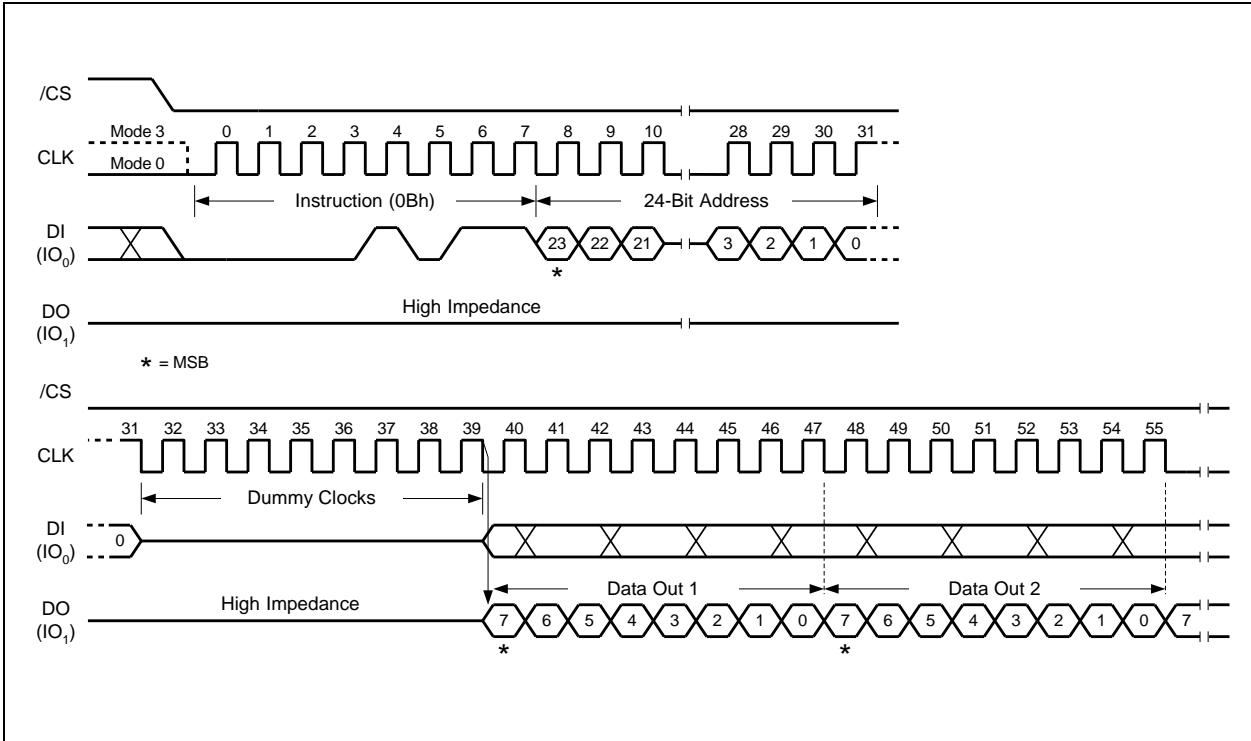 /CS
Mode 3 0 1 2 3 4 5 6 7 8 9 10 28 29 30 31
CLK
Mode 0
Instruction (0Bh) 24-Bit Address
DI
(IO0) 23 22 21 3 2 1 0
*
DO High Impedance
(IO1)
* = MSB
/CS
31 32 33 34 35 36 37 38 39 40 41 42 43 44 45 46 47 48 49 50 51 52 53 54 55
CLK
Dummy Clocks
DI
(IO0) 0
Data Out 1 Data Out 2
DO High Impedance
(IO1) 7 6 5 4 3 2 1 0 7 6 5 4 3 2 1 0 7
* *